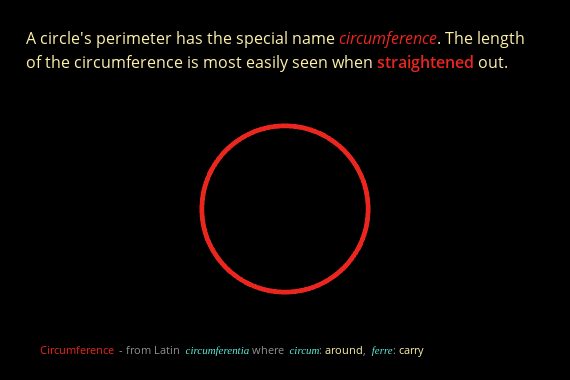 A circle's perimeter has the special name circumference. The length
of the circumference is most easily seen when straightened out.
Circumference - from Latin circumferentia where circum: around, ferre: carry